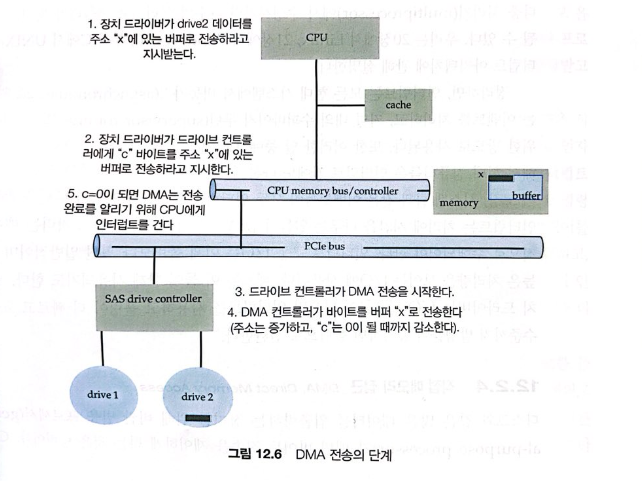 1. 장치 드라이버가 drive2 데이터를
주소 “x”에 있는 버퍼로 전송하라고
지시받는다.
CPU
cache
2. 장치 드라이버가 드라이브 컨트롤
러에게 “c” 바이트를 주소 “x”에 있는
버퍼로 전송하라고 지시한다.
5. c=0이 되면 DMA는 전송
완료를 알리기 위해 CPU에게
인터럽트를 건다
CPU memory bus/controller
memory
x
buffer
PCIe bus
SAS drive controller
3. 드라이브 컨트롤러가 DMA 전송을 시작한다.
4. DMA 컨트롤러가 바이트를 버퍼 “x”로 전송한다
(주소는 증가하고, “c”는 0이 될 때까지 감소한다).
drive 1
drive 2
그림 12.6 DMA 전송의 단계